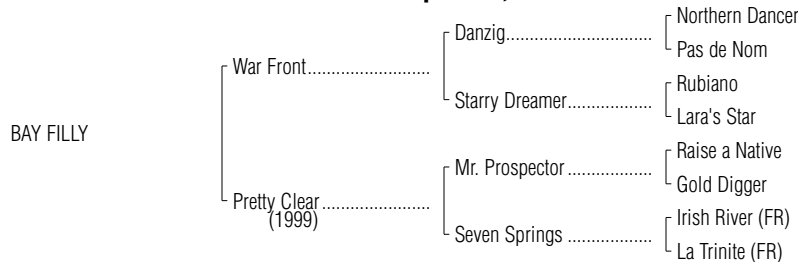 Northern Dancer
Danzig
Pas de Nom
War Front
Rubiano
Starry Dreamer
Lara's Star
BAY FILLY
Raise a Native
Mr. Prospector
Gold Digger
Pretty Clear
(1999)
Irish River (FR)
Seven Springs
La Trinite (FR)